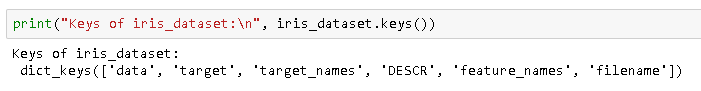 print("Keys of iris_dataset:\n", iris_dataset.keys())
Keys of iris_dataset:
 dict_keys(['data', 'target', 'target_names', 'DESCR', 'feature_names', 'filename'])